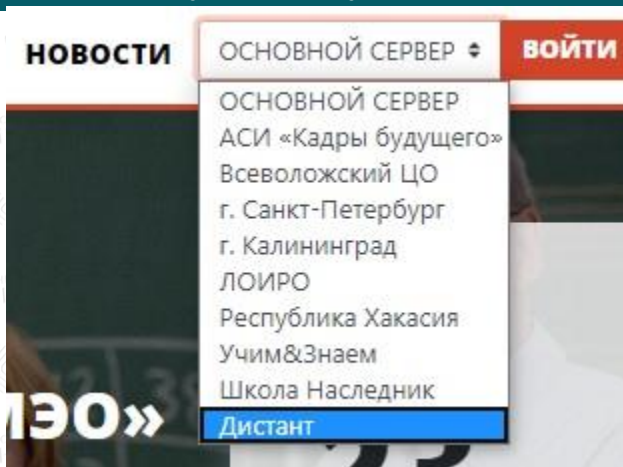 НОВОСТИ
ОСНОВНОЙ СЕРВЕР
ВОЙТИ
ОСНОВНОЙ СЕРВЕР
АСИ «Кадры будущего»
Всеволожский ЦО
г. Санкт-Петербург
г. Калининград
ЛОИРО
Республика Хакасия
Учим&Знаем
Школа Наследник
Дистант
МЭО»